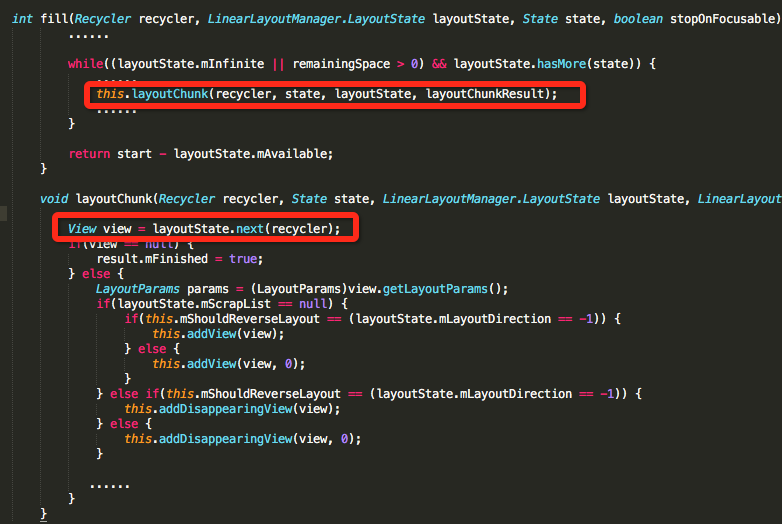 int fill(Recycler recycler, LinearLayoutManager.LayoutState layoutState, State state, boolean stopOnFocusable)
......
while((layoutState.mInfinite || remainingSpace > 0) && layoutState.hasMore(state)) {
......
this.layoutChunk(recycler, state, layoutState, layoutChunkResult);
......
}
return start - layoutState.mAvailable;
}
void layoutChunk(Recycler recycler, State state, LinearLayoutManager.LayoutState layoutState, LinearLayout
View view = layoutState.next(recycler);
if(view == null) {
result.mFinished = true;
} else {
LayoutParams params = (LayoutParams)view.getLayoutParams();
if(layoutState.mScrapList == null) {
if(this.mShouldReverseLayout == (layoutState.mLayoutDirection == -1)) {
this.addView(view);
} else {
this.addView(view, 0);
}
} else if(this.mShouldReverseLayout == (layoutState.mLayoutDirection == -1)) {
this.addDisappearingView(view);
} else {
this.addDisappearingView(view, 0);
}
......
}
}